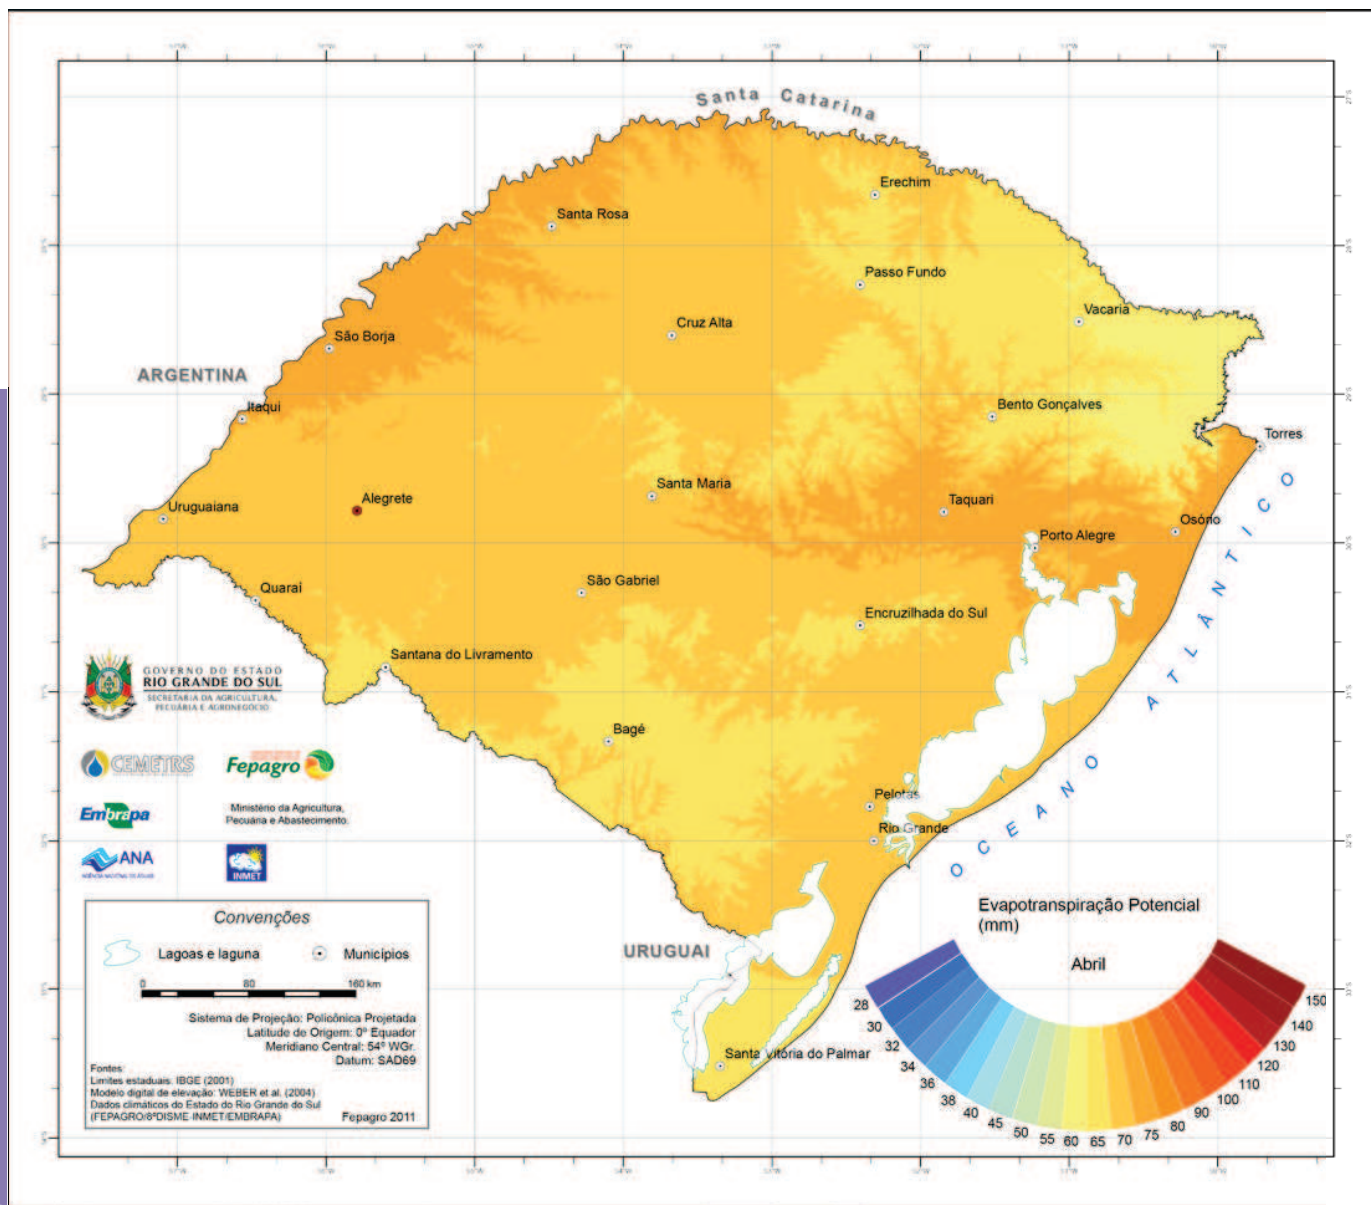 Santa Catarina
Erechim
Santa Rosa
Passo Fundo
Vacaria
Cruz Alta
São Borja
ARGENTINA
Itaqui
Bento Gonçalves
Torres
Santa Maria
Taquari
Uruguaiana
Alegrete
Osório
Porto Alegre
Quaraí
São Gabriel
Encruzilhada do Sul
Santana do Livramento
Bagé
Pelotas
Rio Grande
OCEANO ATLÂNTICO
URUGUAI
Santa Vitória do Palmar
GOVERNO DO ESTADO
RIO GRANDE DO SUL
SECRETARIA DA AGRICULTURA,
PECUÁRIA E AGRONEGÓCIO
CEMETRS
Fepagro
Embrapa
Ministério da Agricultura,
Pecuária e Abastecimento.
ANA
INMET
Convenções
Lagoas e laguna
Municípios
0 80 160 km
Sistema de Projeção: Policônica Projetada
Latitude de Origem: 0º Equador
Meridiano Central: 54º WGr.
Datum: SAD69
Fontes:
Limites estaduais: IBGE (2001)
Modelo digital de elevação: WEBER et al. (2004)
Dados climáticos do Estado do Rio Grande do Sul
(FEPAGRO/8ºDISME-INMET/EMBRAPA)
Fepagro 2011
Evapotranspiração Potencial
(mm)
Abril
28
30
32
34
36
38
40
45
50
55
60
65
70
75
80
90
100
110
120
130
140
150